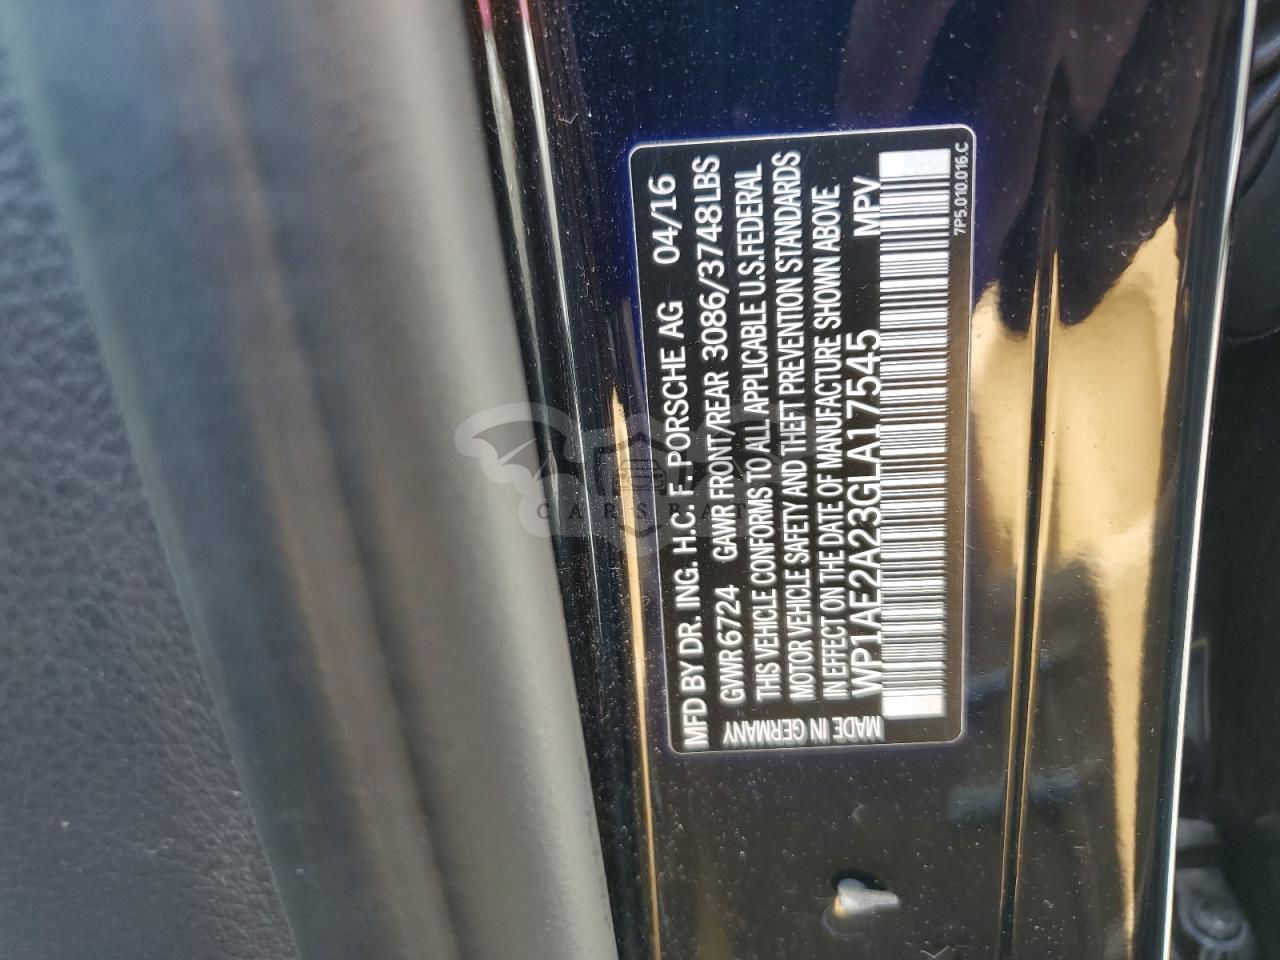 MFD BY DR. ING. H.C. F. PORSCHE AG 04/16
GVWR 6724 GAWR FRONT/REAR 3086/3748LBS
THIS VEHICLE CONFORMS TO ALL APPLICABLE U.S.FEDERAL
MOTOR VEHICLE SAFETY AND THEFT PREVENTION STANDARDS
IN EFFECT ON THE DATE OF MANUFACTURE SHOWN ABOVE
WP1AE2A23GLA17545 MPV
MADE IN GERMANY
7P5.010.016.C